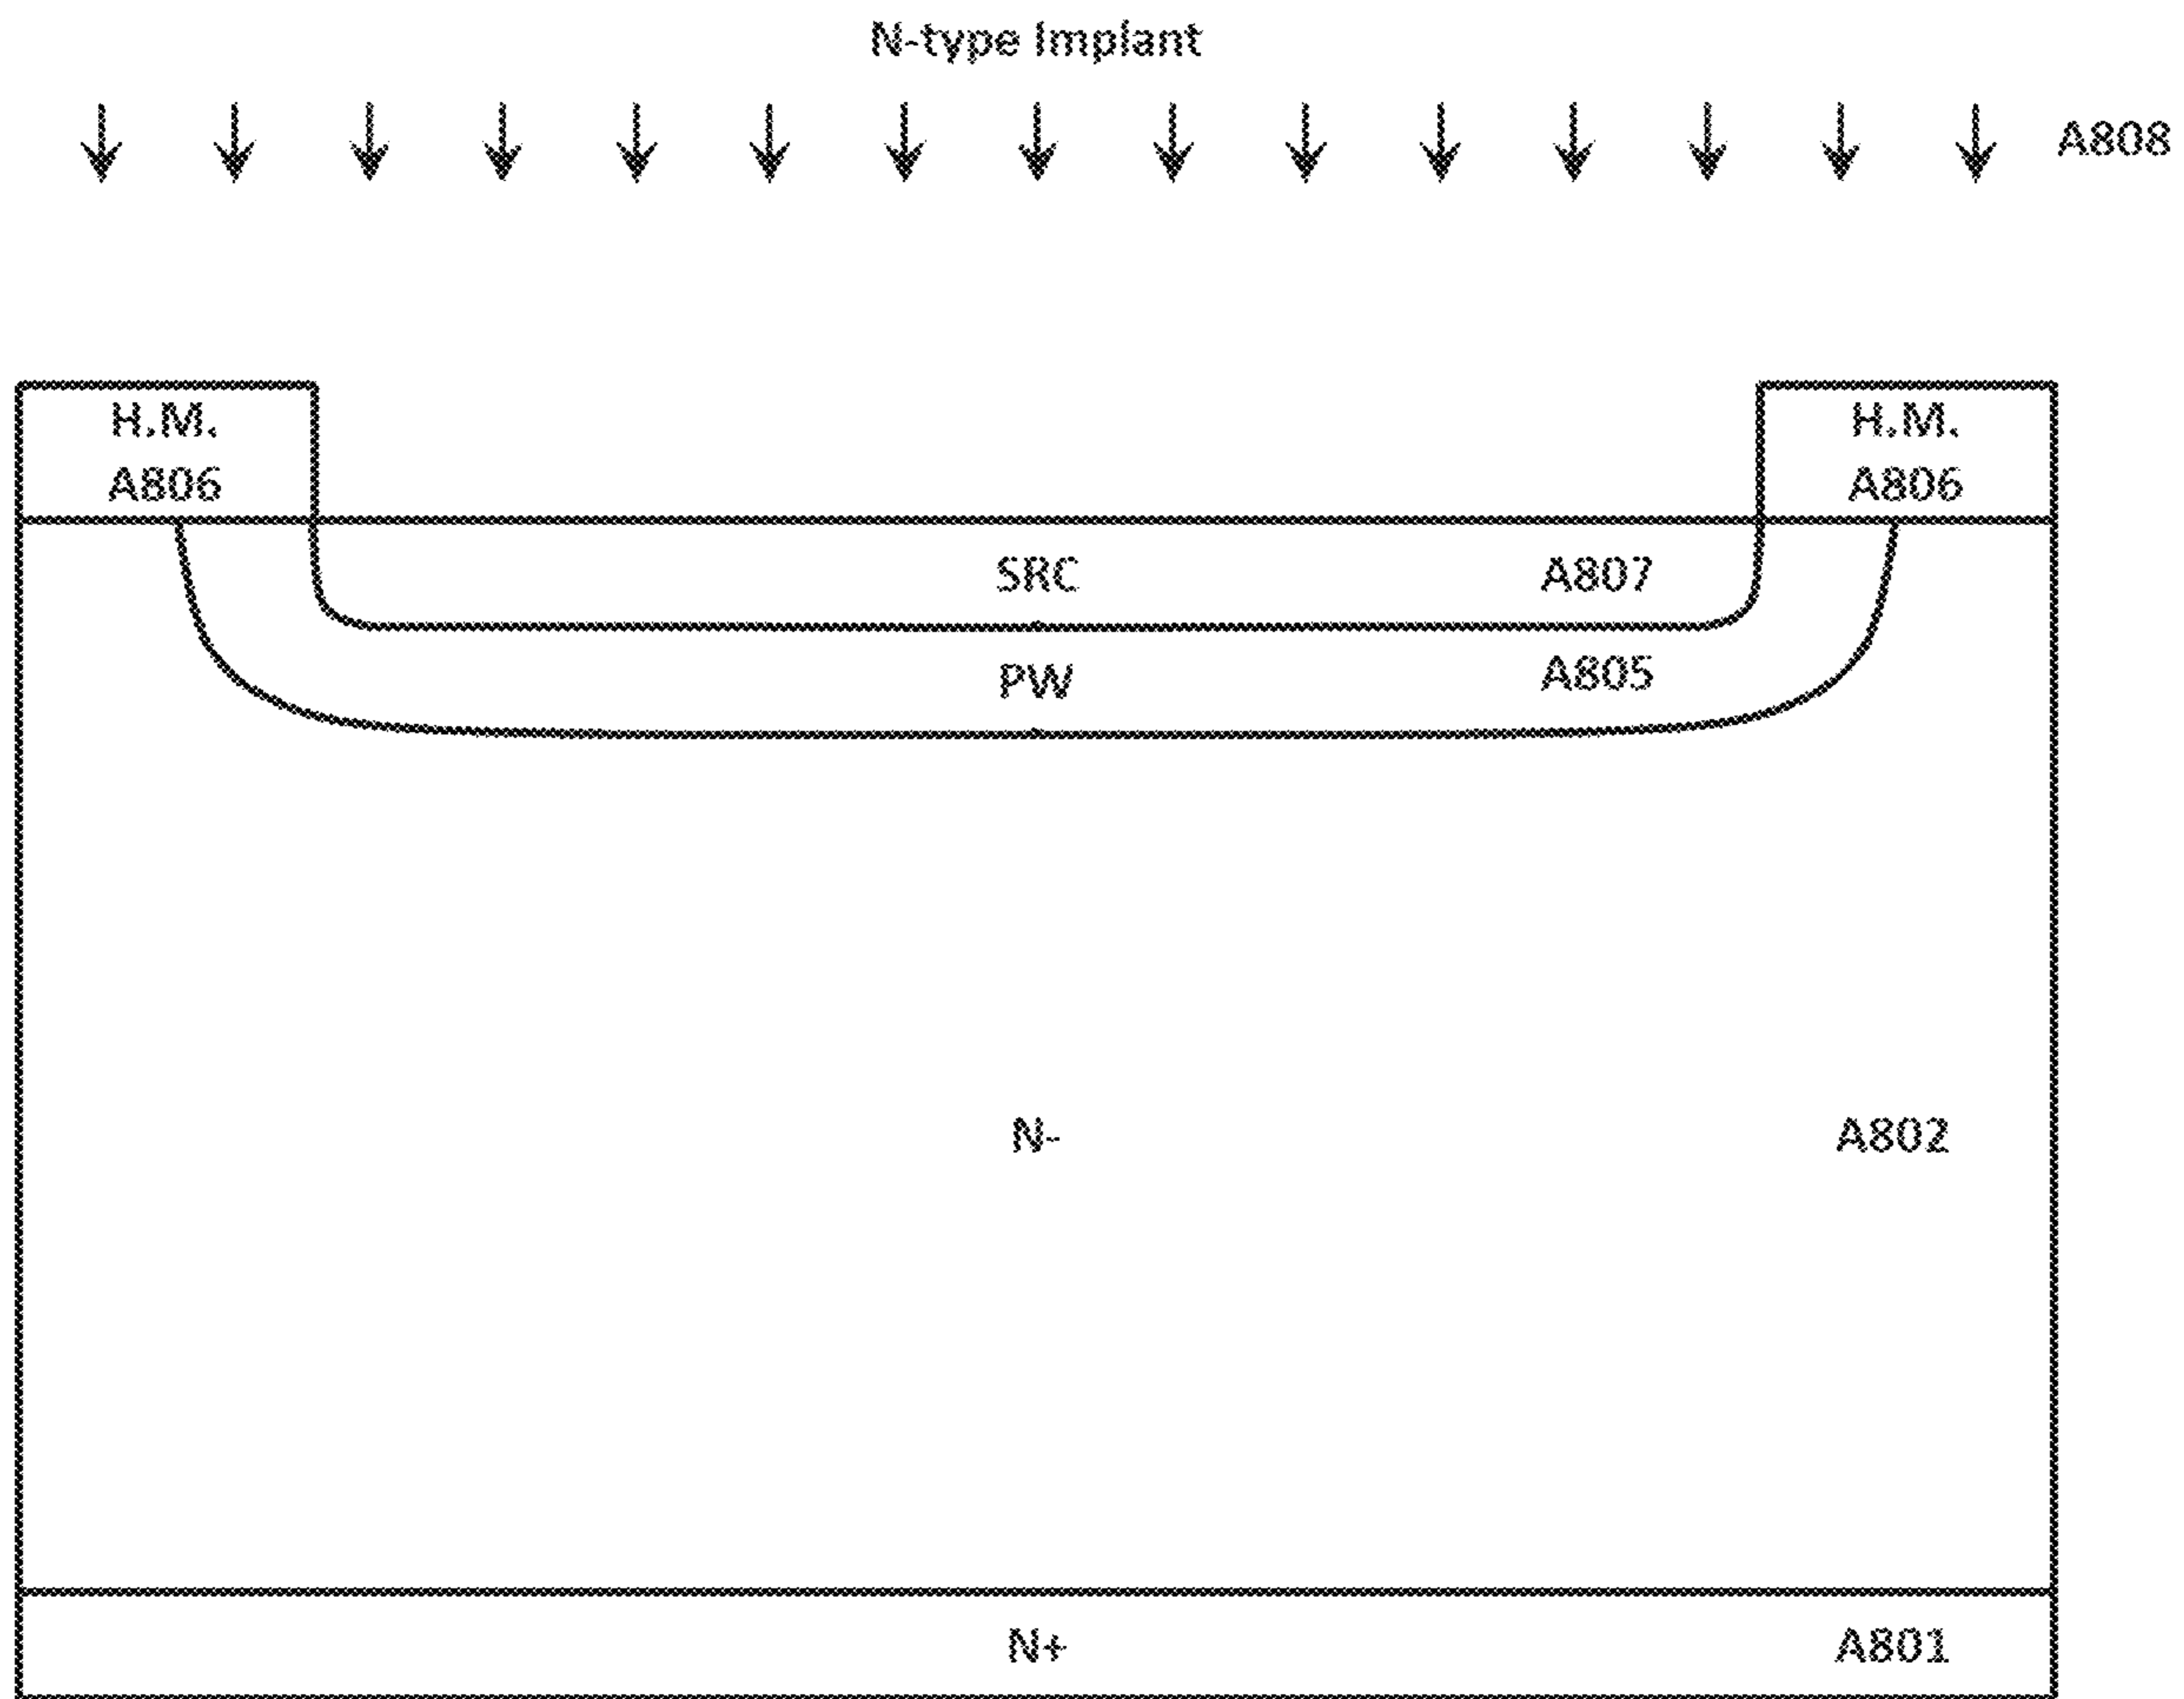 N-type Implant
A808
H.M.
A806
H.M.
A806
SRC A807
PW A805
N- A802
N+ A801